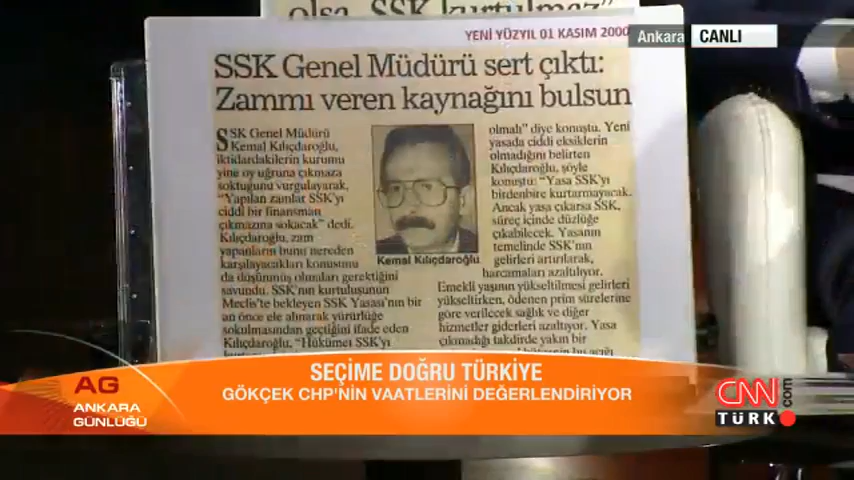 olsa, SSK kurtulmaz"
YENİ YÜZYIL 01 KASIM 2000
Ankara CANLI
SSK Genel Müdürü sert çıktı:
Zammı veren kaynağını bulsun
SSK Genel Müdürü
Kemal Kılıçdaroğlu,
iktidardakilerin kurumu
yine oy uğruna çıkmaza
soktuğunu vurgulayarak,
"Yapılan zamlar SSK'yı
ciddi bir finansman
çıkmazına sokacak" dedi.
Kılıçdaroğlu, zam
yapanların bunu nereden
karşılayacakları konusunu
da düşünmüş olmaları gerektiğini
savundu. SSK'nın kurtuluşunun
Meclis'te bekleyen SSK Yasası'nın bir
an önce ele alınarak yürürlüğe
sokulmasından geçtiğini ifade eden
Kılıçdaroğlu, "Hükümet SSK'yı
Kemal Kılıçdaroğlu
olmalı" diye konuştu. Yeni
yasada ciddi eksiklerin
olmadığını belirten
Kılıçdaroğlu, şöyle
konuştu: "Yasa SSK'yı
birdenbire kurtarmayacak.
Ancak yasa çıkarsa SSK,
süreç içinde düzlüğe
çıkabilecek. Yasanın
temelinde SSK'nın
gelirleri artırılarak,
harcamaları azaltılıyor.
Emekli yaşının yükseltilmesi gelirleri
yükseltirken, ödenen prim sürelerine
göre verilecek sağlık ve diğer
hizmetler giderleri azaltıyor. Yasa
çıkmadığı takdirde yakın bir
SEÇİME DOĞRU TÜRKİYE
GÖKÇEK CHP'NİN VAATLERİNİ DEĞERLENDİRİYOR
AG
ANKARA
GÜNLÜĞÜ
CNN
TÜRK
.com